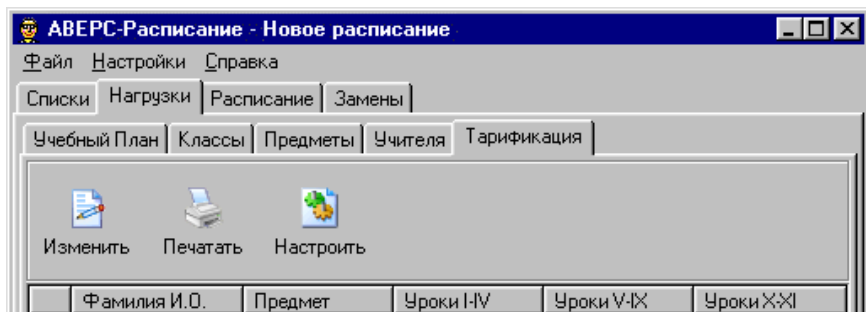 АВЕРС-Расписание - Новое расписание
Файл Настройки Справка
Списки Нагрузки Расписание Замены
Учебный План Классы Предметы Учителя Тарификация
Изменить Печатать Настроить
Фамилия И.О. Предмет Уроки I-IV Уроки V-IX Уроки X-XI